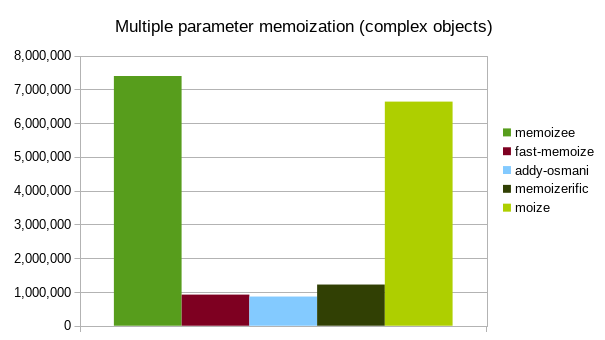 Multiple parameter memoization (complex objects)
8,000,000
7,000,000
6,000,000
5,000,000
4,000,000
3,000,000
2,000,000
1,000,000
0
memoizee
fast-memoize
addy-osmani
memoizerific
moize